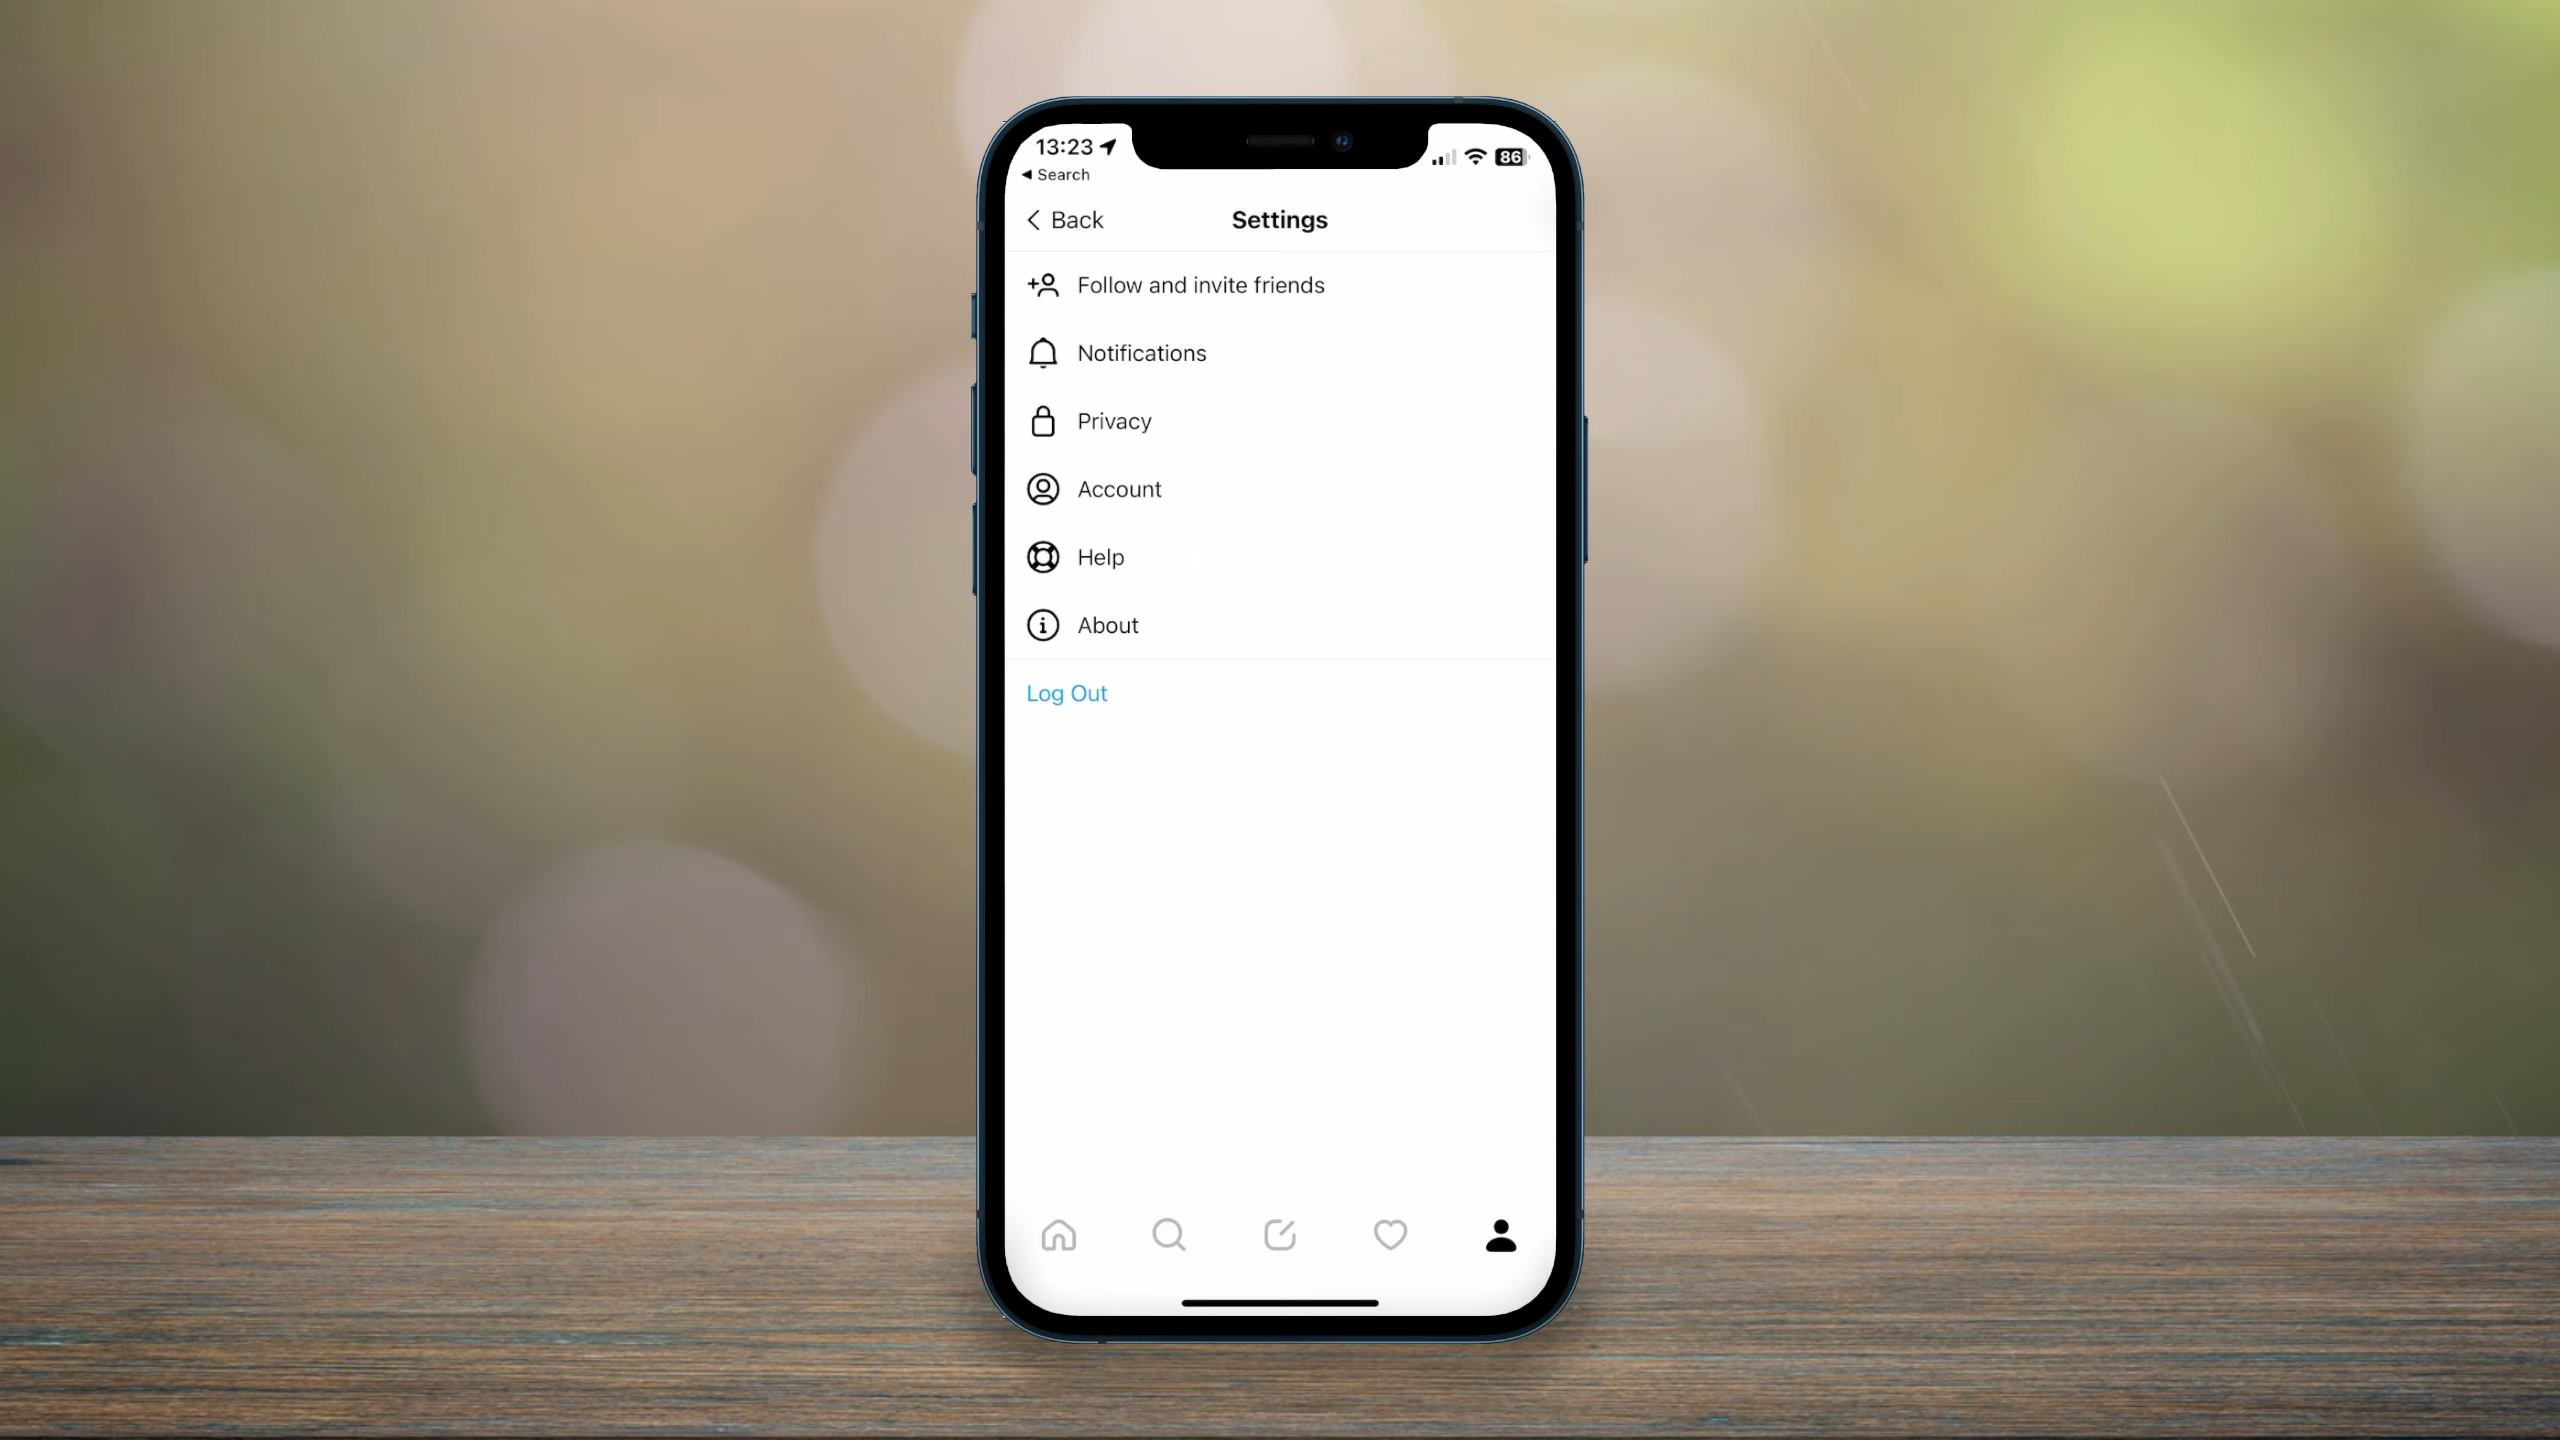 13:23
86
◀ Search
Back
Settings
Follow and invite friends
Notifications
Privacy
Account
Help
About
Log Out